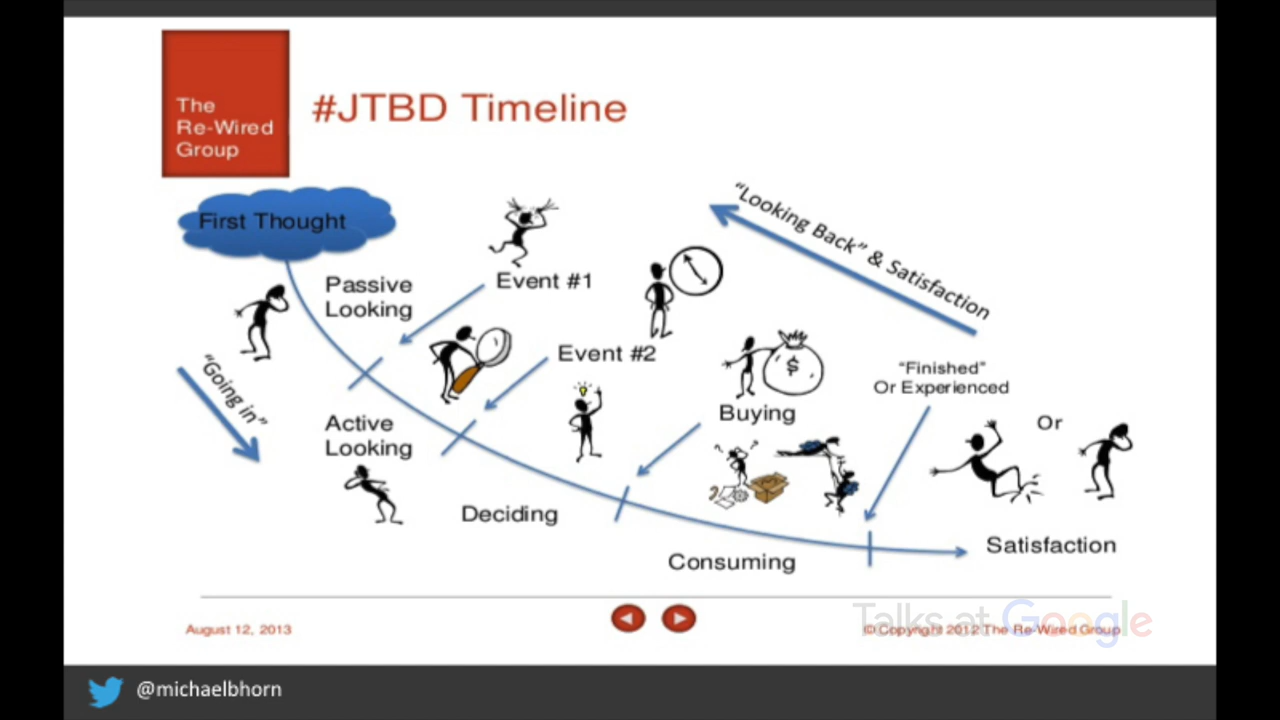 The
Re-Wired
Group
#JTBD Timeline
First Thought
Passive
Looking
Event #1
"Looking Back" & Satisfaction
"Going in"
Event #2
"Finished"
Or Experienced
$
Buying
Active
Looking
Or
Deciding
Consuming
Satisfaction
August 12, 2013
Talks at Google
© Copyright 2012 The Re-Wired Group
@michaelbhorn